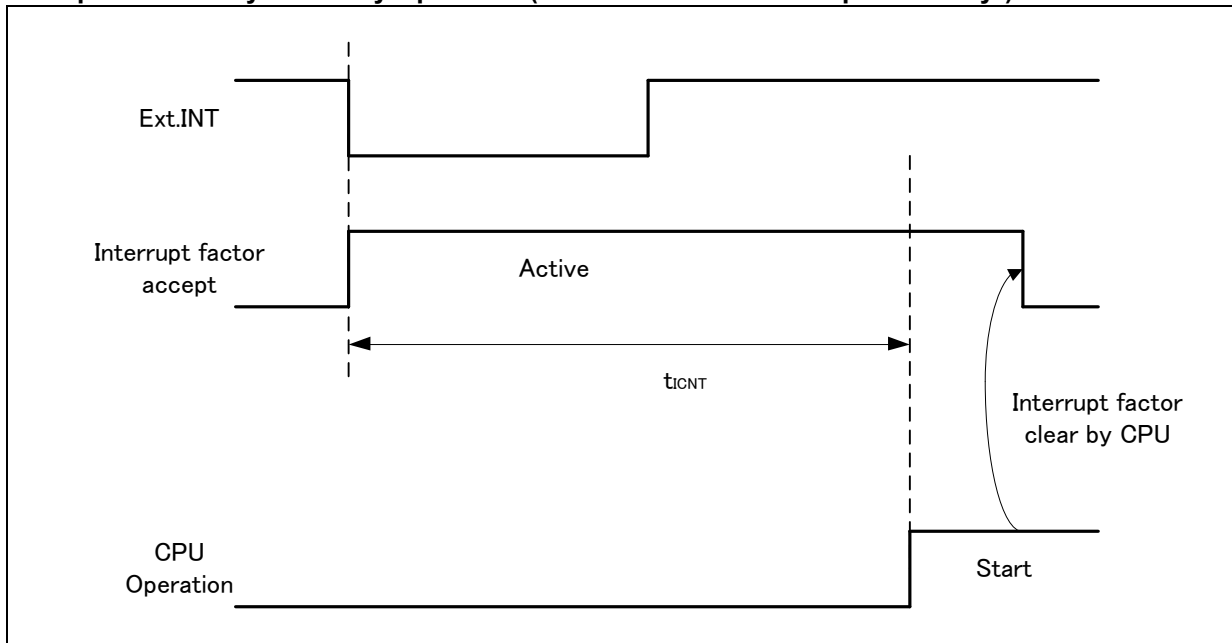 Ext.INT
Interrupt factor
accept
Active
tICNT
Interrupt factor
clear by CPU
CPU
Operation
Start